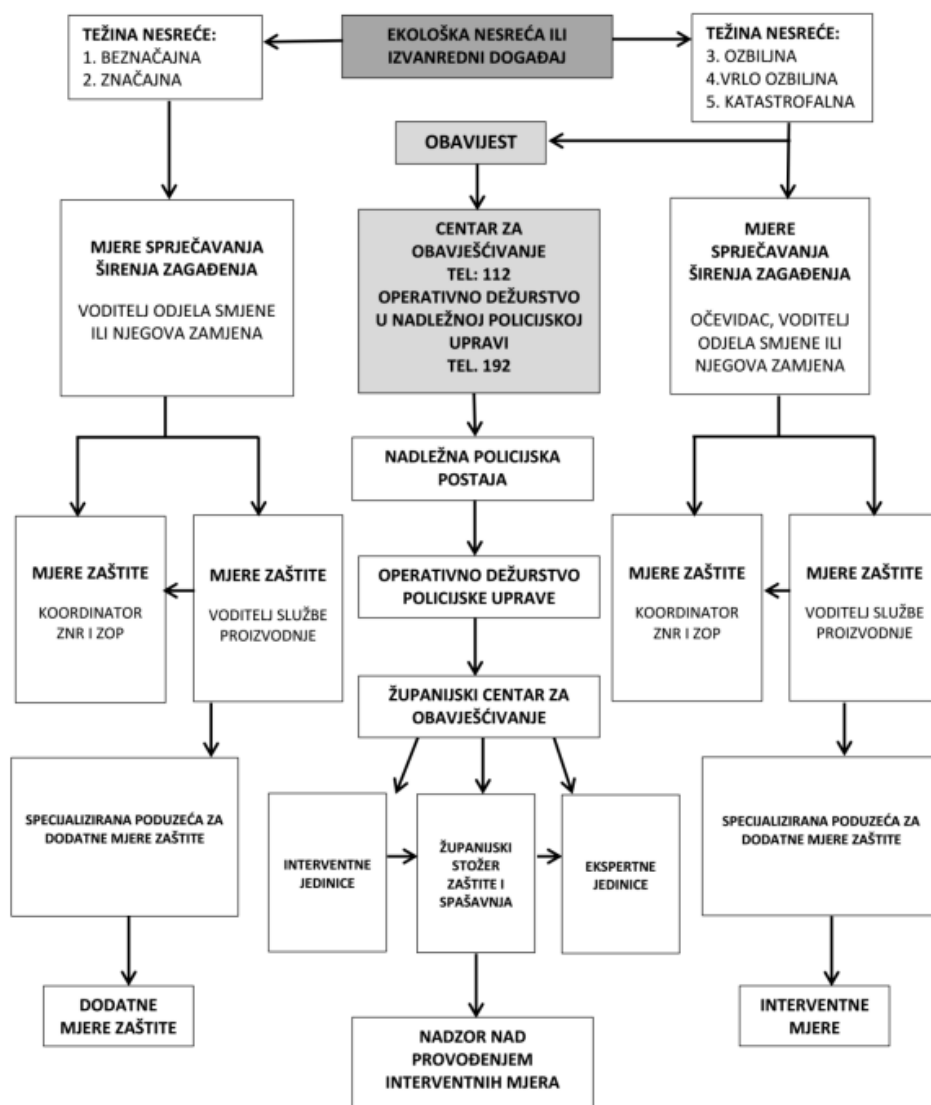 TEŽINA NESREĆE:
1. BEZNAČAJNA
2. ZNAČAJNA
EKOLOŠKA NESREĆA ILI
IZVANREDNI DOGAĐAJ
TEŽINA NESREĆE:
3. OZBILJNA
4.VRLO OZBILJNA
5. KATASTROFALNA
OBAVIJEST
MJERE SPRJEČAVANJA
ŠIRENJA ZAGAĐENJA
VODITELJ ODJELA SMJENE
ILI NJEGOVA ZAMJENA
CENTAR ZA
OBAVJEŠĆIVANJE
TEL: 112
OPERATIVNO DEŽURSTVO
U NADLEŽNOJ POLICIJSKOJ
UPRAVI
TEL. 192
MJERE
SPRJEČAVANJA
ŠIRENJA ZAGAĐENJA
OČEVIDAC, VODITELJ
ODJELA SMJENE ILI
NJEGOVA ZAMJENA
NADLEŽNA POLICIJSKA
POSTAJA
MJERE ZAŠTITE
KOORDINATOR
ZNR I ZOP
MJERE ZAŠTITE
VODITELJ SLUŽBE
PROIZVODNJE
OPERATIVNO DEŽURSTVO
POLICIJSKE UPRAVE
MJERE ZAŠTITE
KOORDINATOR
ZNR I ZOP
MJERE ZAŠTITE
VODITELJ SLUŽBE
PROIZVODNJE
ŽUPANIJSKI CENTAR ZA
OBAVJEŠĆIVANJE
SPECIJALIZIRANA PODUZEĆA ZA
DODATNE MJERE ZAŠTITE
INTERVENTNE
JEDINICE
ŽUPANIJSKI
STOŽER
ZAŠTITE I
SPAŠAVNJA
EKSPERTNE
JEDINICE
SPECIJALIZIRANA PODUZEĆA ZA
DODATNE MJERE ZAŠTITE
DODATNE
MJERE ZAŠTITE
NADZOR NAD
PROVOĐENJEM
INTERVENTNIH MJERA
INTERVENTNE
MJERE